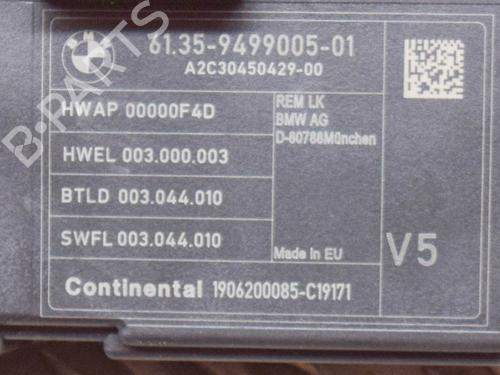 BMW
61.35-9499005-01
A2C30450429-00
HWAP 00000F4D
REM LK
BMW AG
D-80788München
HWEL 003.000.003
BTLD 003.044.010
SWFL 003.044.010
Made in EU
V5
Continental 1906200085-C19171
B-PARTS